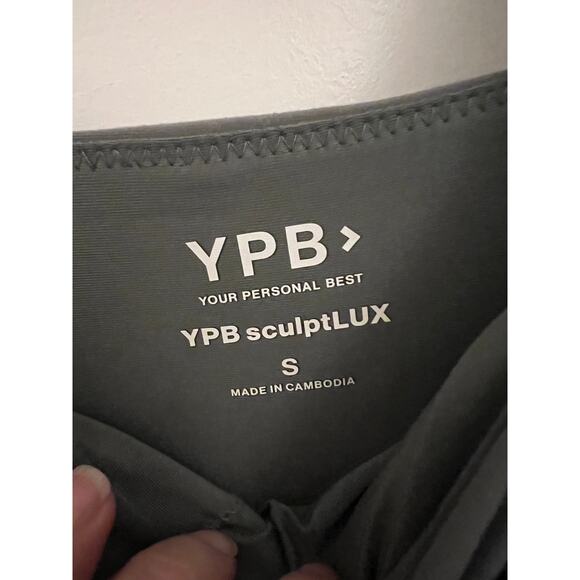 YPB>
YOUR PERSONAL BEST
YPB sculptLUX
S
MADE IN CAMBODIA